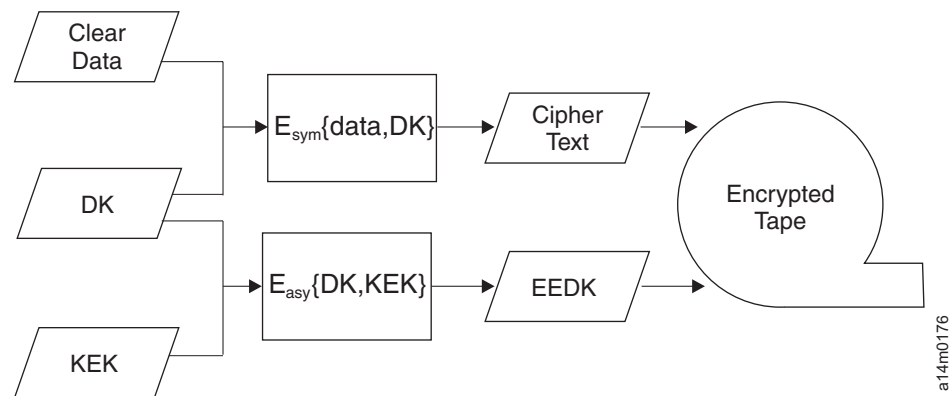 Clear
Data
E_sym{data,DK}
Cipher
Text
DK
Encrypted
Tape
E_asy{DK,KEK}
EEDK
KEK
a14m0176